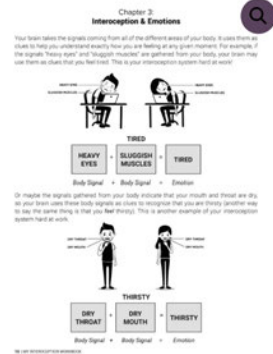 Chapter 3:
Interoception & Emotions
Your brain takes the signals coming from all of the different areas of your body. It uses them as
clues to help you understand exactly how you are feeling at any given moment. For example, if
the signals "heavy eyes" and "sluggish muscles" are gathered from your body, your brain may
use them as clues that you feel tired. This is your interoception system hard at work!
HEAVY EYES
SLUGGISH MUSCLES
HEAVY EYES
SLUGGISH MUSCLES
TIRED
HEAVY EYES + SLUGGISH MUSCLES = TIRED
Body Signal + Body Signal = Emotion
Or maybe the signals gathered from your body indicate that your mouth and throat are dry,
so your brain uses these body signals as clues to recognize that you are thirsty (another way
to say the same thing is that you feel thirsty). This is another example of your interoception
system hard at work.
DRY THROAT
DRY MOUTH
DRY THROAT
DRY MOUTH
THIRSTY
DRY THROAT + DRY MOUTH = THIRSTY
Body Signal + Body Signal = Emotion
INTEROCEPTION WORKBOOK